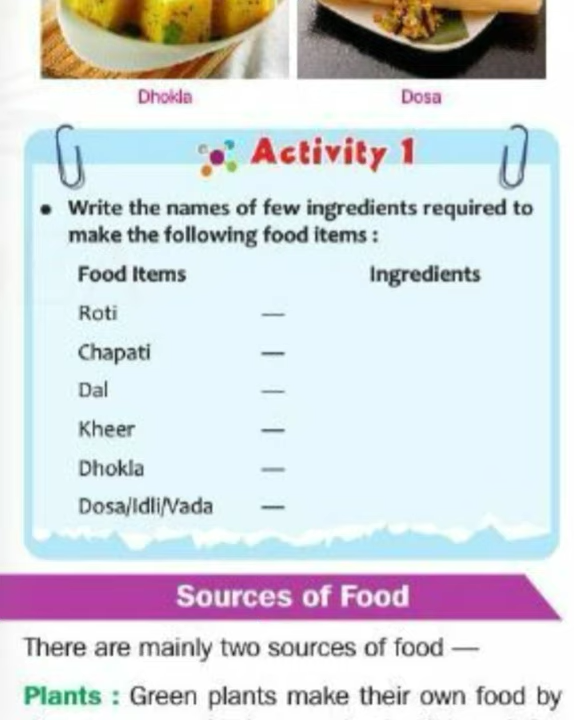 Dhokla
Dosa
Activity 1
• Write the names of few ingredients required to
make the following food items :
Food Items Ingredients
Roti —
Chapati —
Dal —
Kheer —
Dhokla —
Dosa/Idli/Vada —
Sources of Food
There are mainly two sources of food —
Plants : Green plants make their own food by